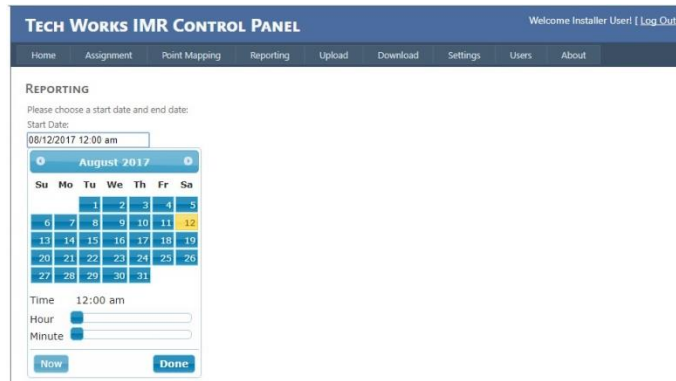 TECH WORKS IMR CONTROL PANEL
Welcome Installer User! [ Log Out
Home Assignment Point Mapping Reporting Upload Download Settings Users About
REPORTING
Please choose a start date and end date:
Start Date:
08/12/2017 12:00 am
August 2017
Su Mo Tu We Th Fr Sa
1 2 3 4 5
6 7 8 9 10 11 12
13 14 15 16 17 18 19
20 21 22 23 24 25 26
27 28 29 30 31
Time 12:00 am
Hour
Minute
Now Done